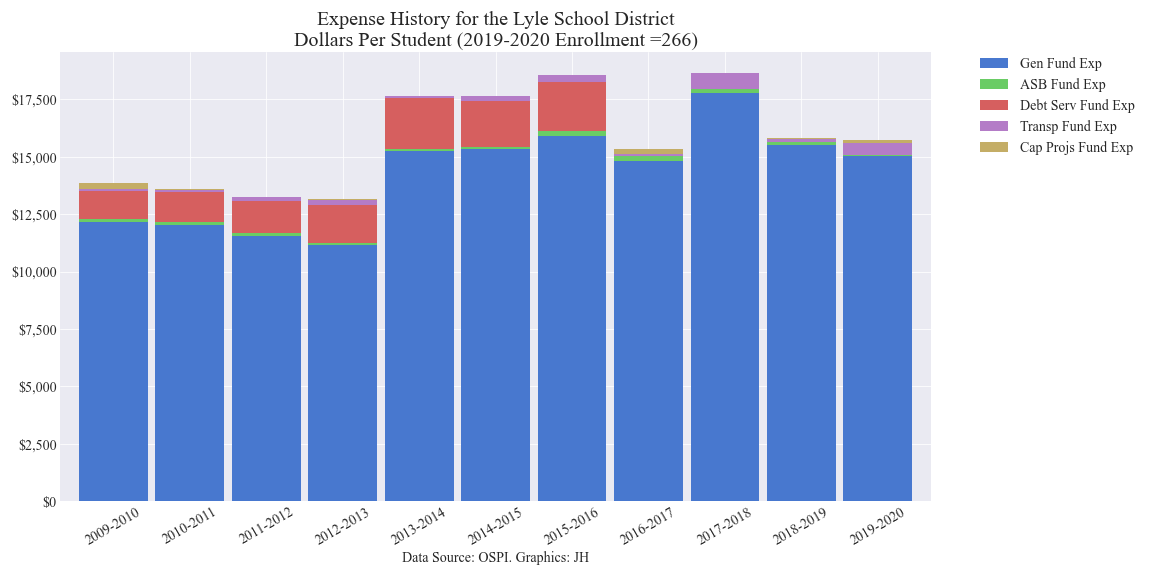 Expense History for the Lyle School District
Dollars Per Student (2019-2020 Enrollment =266)
Gen Fund Exp
ASB Fund Exp
Debt Serv Fund Exp
Transp Fund Exp
Cap Projs Fund Exp
$17,500
$15,000
$12,500
$10,000
$7,500
$5,000
$2,500
$0
2009-2010
2010-2011
2011-2012
2012-2013
2013-2014
2014-2015
2015-2016
2016-2017
2017-2018
2018-2019
2019-2020
Data Source: OSPI. Graphics: JH